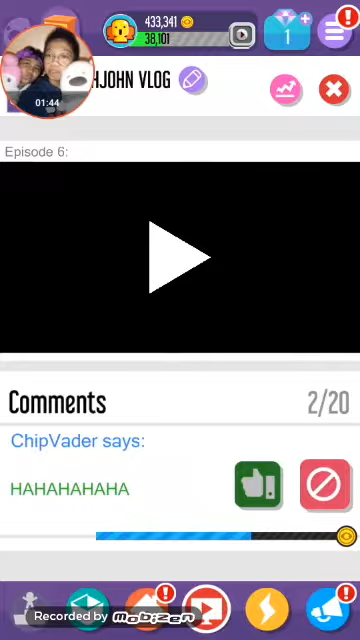 433,341
38,101
1
01:44
HJOHN VLOG
Episode 6:
Comments
2/20
ChipVader says:
HAHAHAHAHA
Recorded by Mobizen